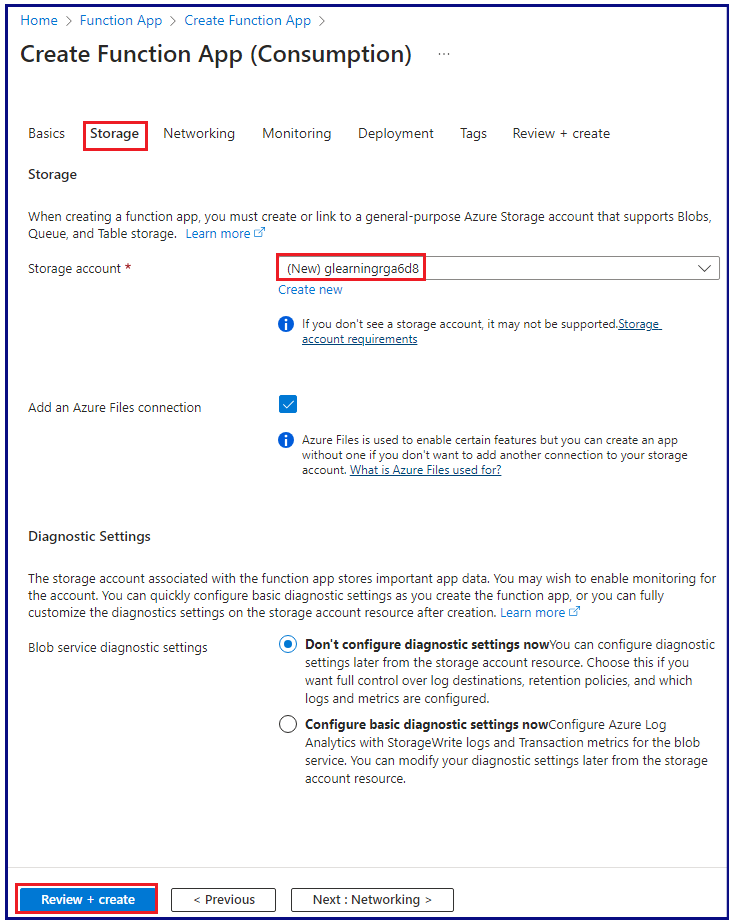 Home > Function App > Create Function App >
Create Function App (Consumption) ...
Basics Storage Networking Monitoring Deployment Tags Review + create
Storage
When creating a function app, you must create or link to a general-purpose Azure Storage account that supports Blobs,
Queue, and Table storage. Learn more
Storage account * (New) glearningrga6d8
Create new
If you don't see a storage account, it may not be supported.Storage
account requirements
Add an Azure Files connection
Azure Files is used to enable certain features but you can create an app
without one if you don't want to add another connection to your storage
account. What is Azure Files used for?
Diagnostic Settings
The storage account associated with the function app stores important app data. You may wish to enable monitoring for
the account. You can quickly configure basic diagnostic settings as you create the function app, or you can fully
customize the diagnostics settings on the storage account resource after creation. Learn more
Blob service diagnostic settings Don't configure diagnostic settings nowYou can configure diagnostic
settings later from the storage account resource. Choose this if you
want full control over log destinations, retention policies, and which
logs and metrics are configured.
Configure basic diagnostic settings nowConfigure Azure Log
Analytics with StorageWrite logs and Transaction metrics for the blob
service. You can modify your diagnostic settings later from the storage
account resource.
Review + create < Previous Next : Networking >